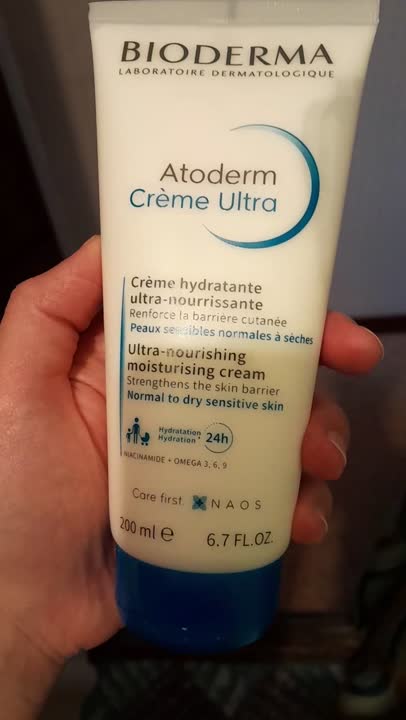 BIODERMA
LABORATOIRE DERMATOLOGIQUE
Atoderm
Crème Ultra
Crème hydratante
ultra-nourrissante
Renforce la barrière cutanée
Peaux sensibles normales à sèches
Ultra-nourishing
moisturising cream
Strengthens the skin barrier
Normal to dry sensitive skin
Hydratation
Hydration*
24h
NIACINAMIDE • OMEGA 3, 6, 9
Care first. NAOS
200 ml ℮ 6.7 FL.OZ.